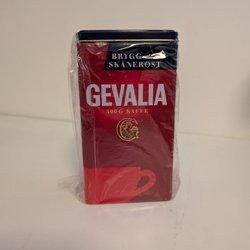 BRYGG
SKÅNEROST
GEVALIA
500G KAFFE